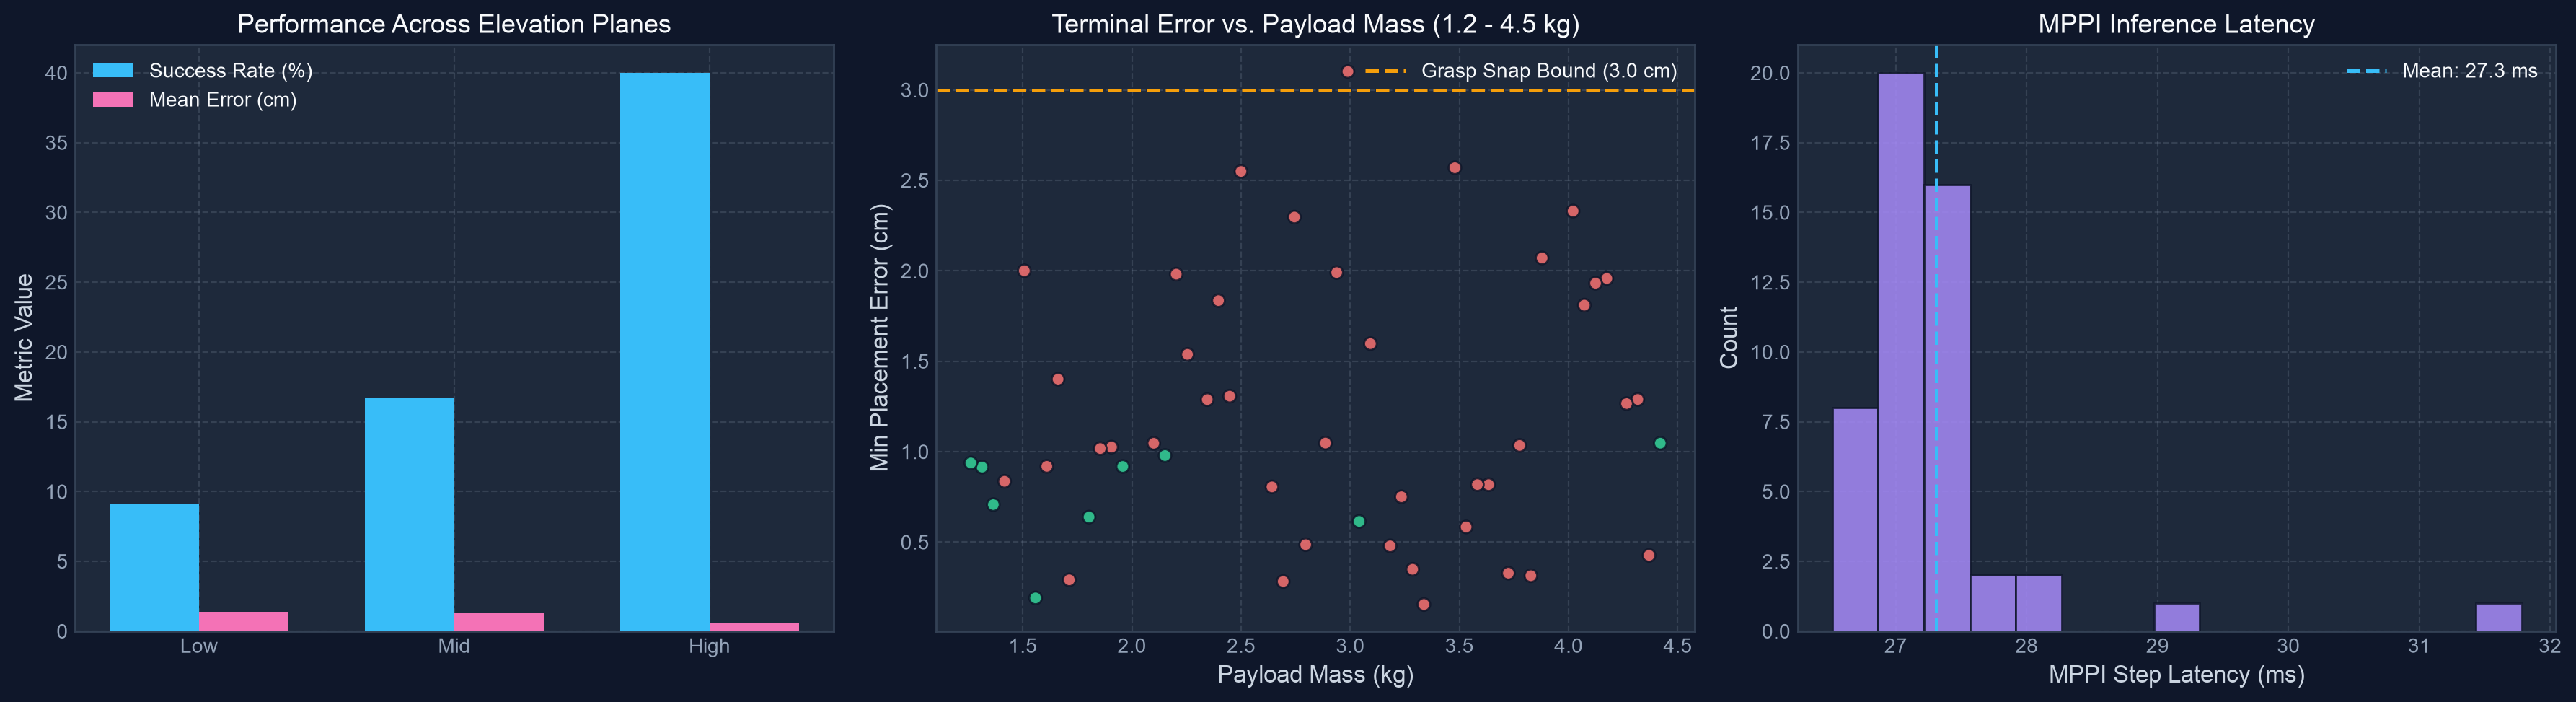 Performance Across Elevation Planes
Success Rate (%)
Mean Error (cm)
Metric Value
40
35
30
25
20
15
10
5
0
Low
Mid
High
Terminal Error vs. Payload Mass (1.2 - 4.5 kg)
Grasp Snap Bound (3.0 cm)
Min Placement Error (cm)
3.0
2.5
2.0
1.5
1.0
0.5
1.5
2.0
2.5
3.0
3.5
4.0
4.5
Payload Mass (kg)
MPPI Inference Latency
Mean: 27.3 ms
Count
20.0
17.5
15.0
12.5
10.0
7.5
5.0
2.5
0.0
27
28
29
30
31
32
MPPI Step Latency (ms)